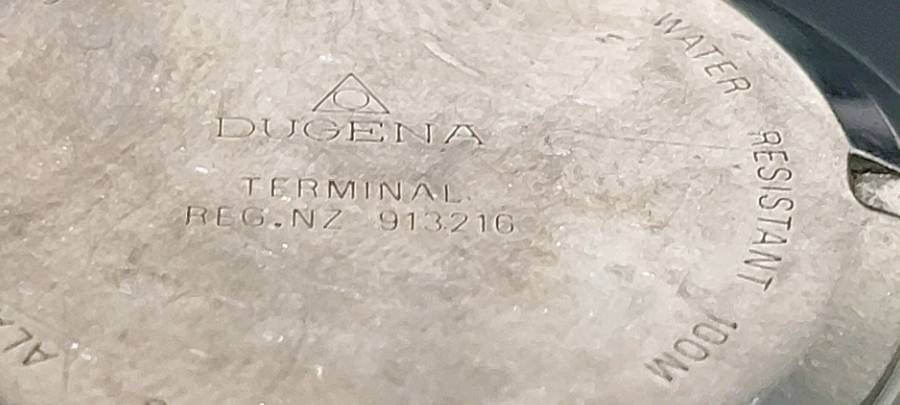 DUGENA
TERMINAL
REG.NZ 913216
WATER RESISTANT 100M